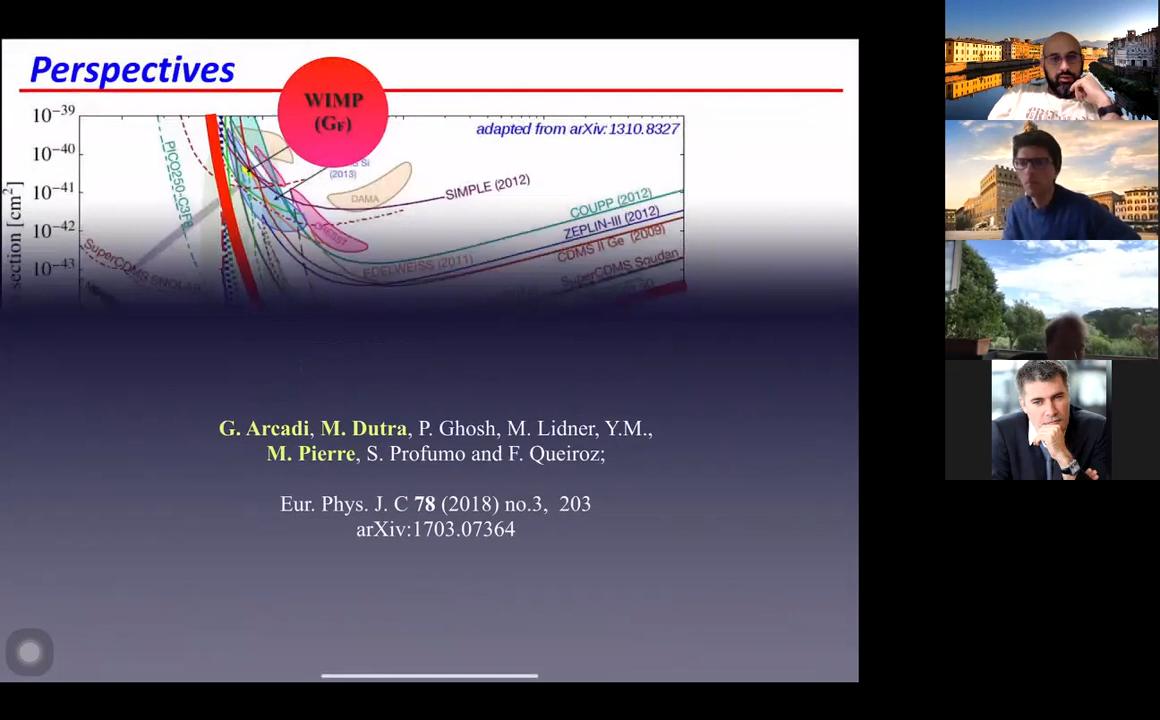 Perspectives
WIMP
(GF)
adapted from arXiv:1310.8327
10−39
10−40
10−41
10−42
10−43
section [cm2]
PICO250-C3F8
Si
(2013)
DAMA
SIMPLE (2012)
COUPP (2012)
ZEPLIN-III (2012)
CDMS II Ge (2009)
EDELWEISS (2011)
SuperCDMS Soudan
SuperCDMS SNOLAB
G. Arcadi, M. Dutra, P. Ghosh, M. Lidner, Y.M.,
M. Pierre, S. Profumo and F. Queiroz;
Eur. Phys. J. C 78 (2018) no.3, 203
arXiv:1703.07364